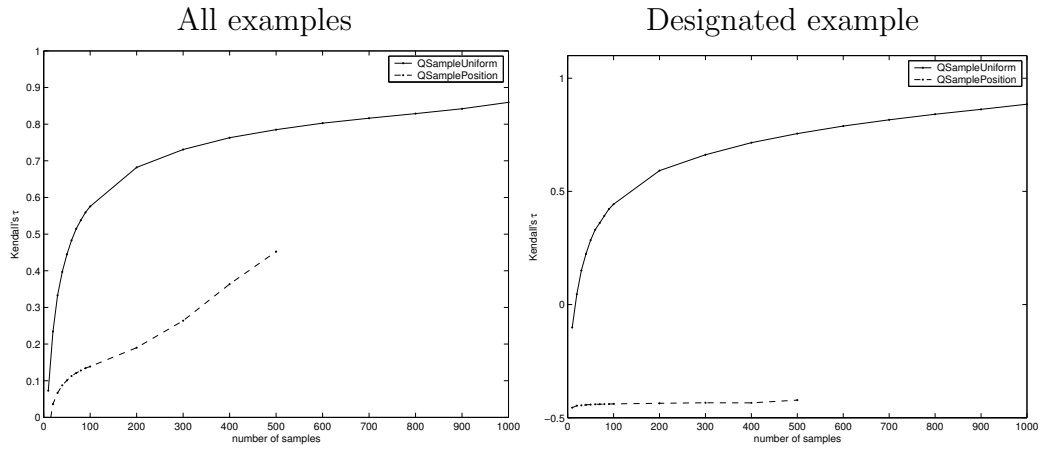 All examples
1
0.9
0.8
0.7
0.6
0.5
0.4
0.3
0.2
0.1
0
Kendall's τ
QSampleUniform
QSamplePosition
0 100 200 300 400 500 600 700 800 900 1000
number of samples
Designated example
1
0.5
0
−0.5
Kendall's τ
QSampleUniform
QSamplePosition
0 100 200 300 400 500 600 700 800 900 1000
number of samples